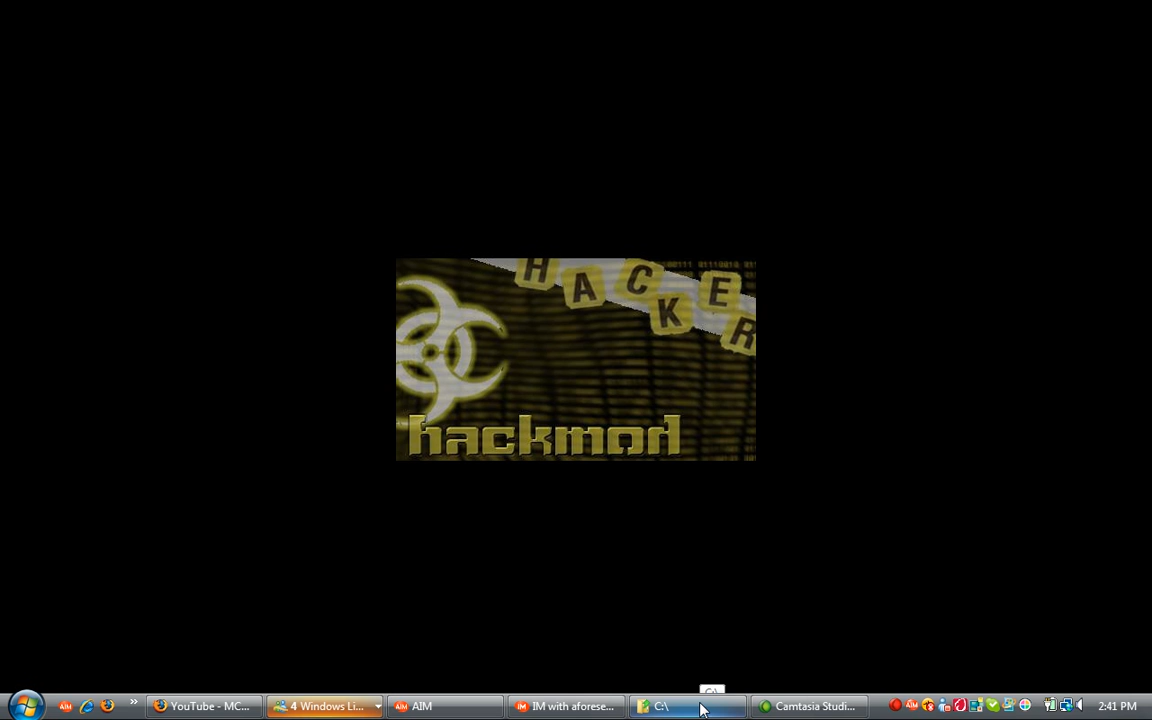 HACKER
hackmod
C:\
YouTube - MC...
4 Windows Li...
AIM
IM with aforese...
C:\
Camtasia Studi...
2:41 PM